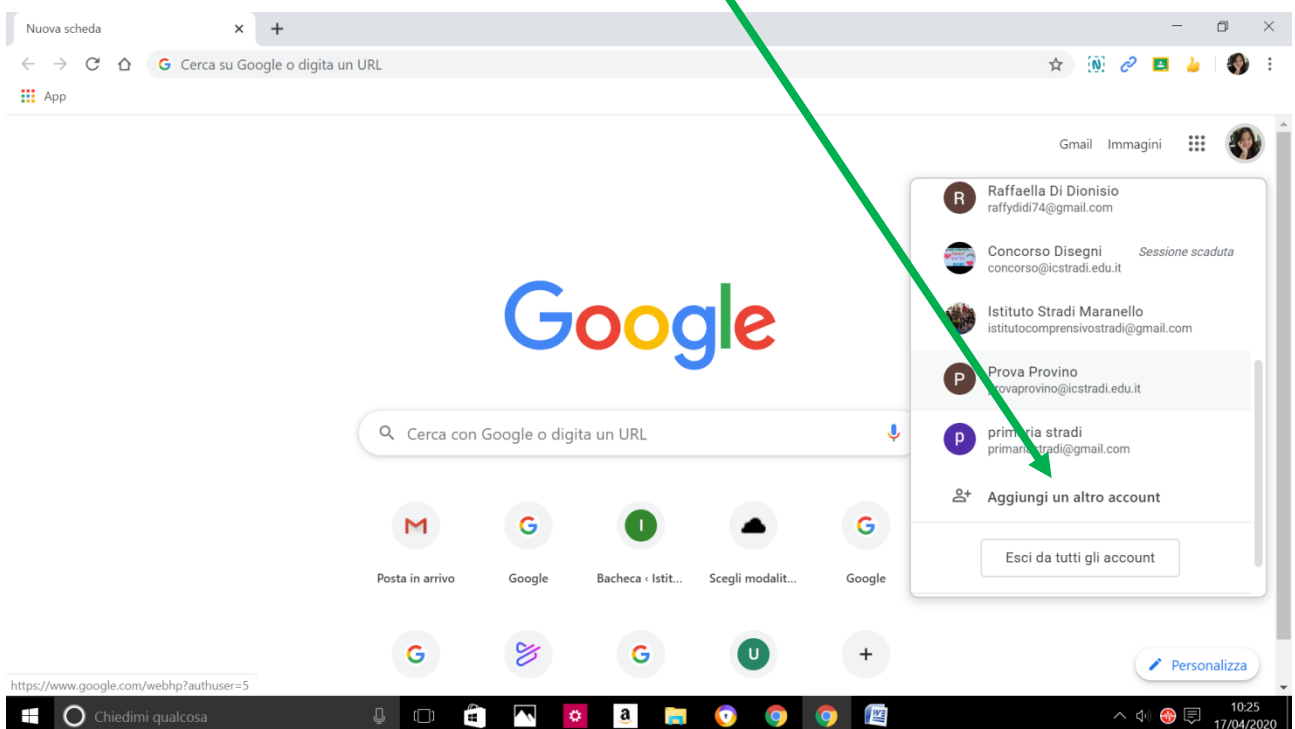 Nuova scheda
Cerca su Google o digita un URL
App
Gmail Immagini
R Raffaella Di Dionisio
raffydidi74@gmail.com
Concorso Disegni Sessione scaduta
concorso@icstradi.edu.it
Istituto Stradi Maranello
istitutocomprensivostradi@gmail.com
P Prova Provino
provaprovino@icstradi.edu.it
p primaria stradi
primariastradi@gmail.com
Aggiungi un altro account
Esci da tutti gli account
Google
Cerca con Google o digita un URL
Posta in arrivo Google Bacheca ‹ Istit... Scegli modalit... Google
Personalizza
https://www.google.com/webhp?authuser=5
Chiedimi qualcosa
10:25
17/04/2020